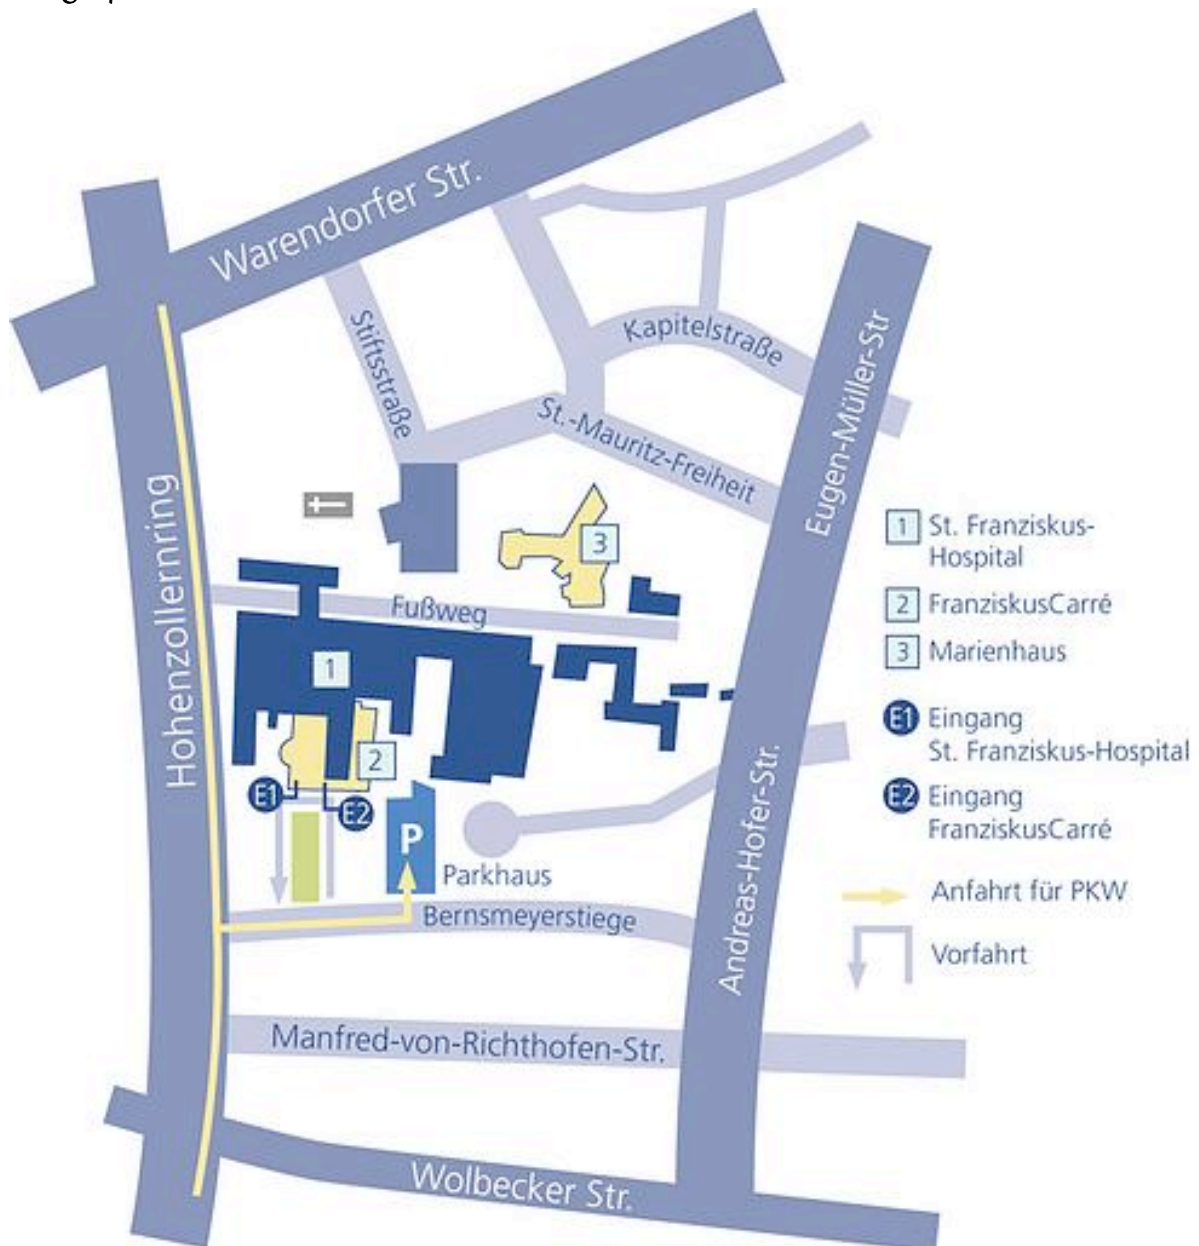 Warendorfer Str.
Stiftsstraße
Kapitelstraße
St.-Mauritz-Freiheit
Eugen-Müller-Str
Hohenzollernring
3
Fußweg
1
2
E1
E2
P
Parkhaus
Bernsmeyerstiege
Andreas-Hofer-Str.
Manfred-von-Richthofen-Str.
Wolbecker Str.
1 St. Franziskus-
Hospital
2 FranziskusCarré
3 Marienhaus
E1 Eingang
St. Franziskus-Hospital
E2 Eingang
FranziskusCarré
Anfahrt für PKW
Vorfahrt